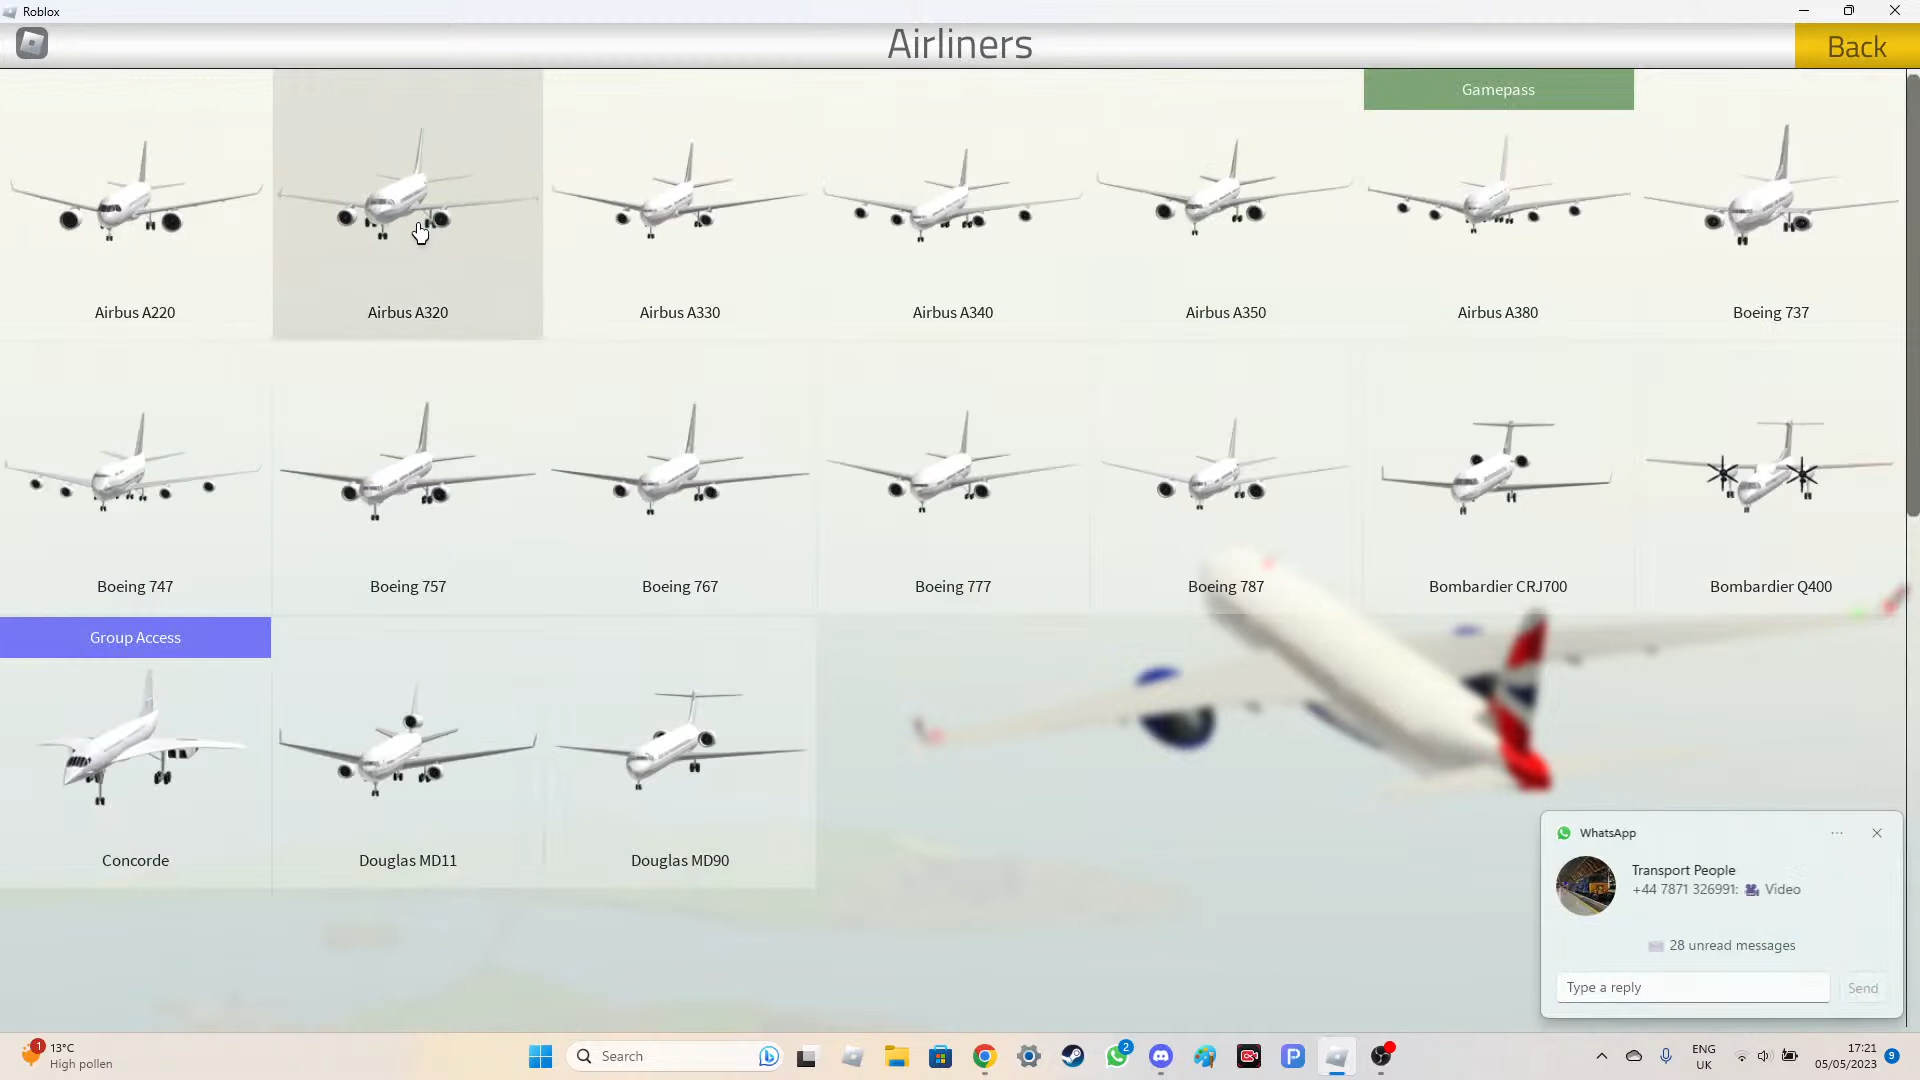 Roblox
Airliners
Back
Gamepass
Airbus A220
Airbus A320
Airbus A330
Airbus A340
Airbus A350
Airbus A380
Boeing 737
Boeing 747
Boeing 757
Boeing 767
Boeing 777
Boeing 787
Bombardier CRJ700
Bombardier Q400
Group Access
Concorde
Douglas MD11
Douglas MD90
WhatsApp
Transport People
+44 7871 326991: Video
28 unread messages
Type a reply
Send
1
13°C
High pollen
Search
2
P
ENG
UK
17:21
05/05/2023
9